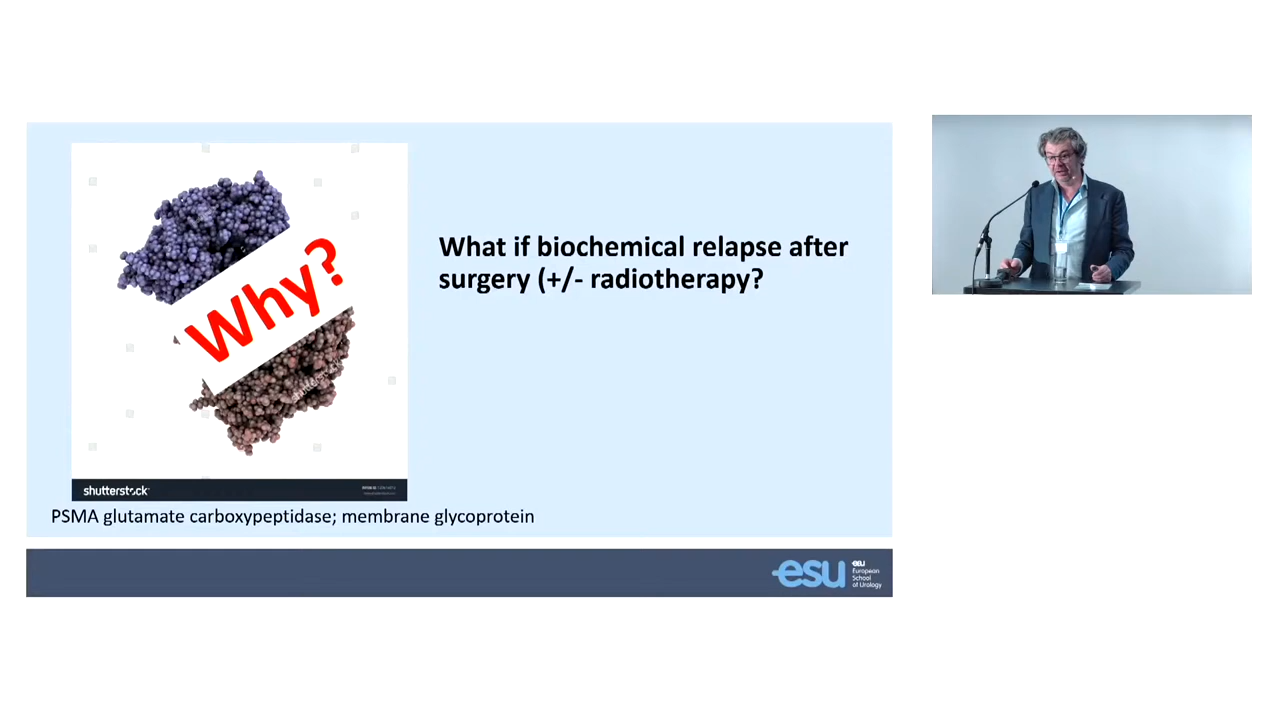 Why?
What if biochemical relapse after
surgery (+/- radiotherapy?
shutterstock
PSMA glutamate carboxypeptidase; membrane glycoprotein
esu
EAU
European
School
of Urology